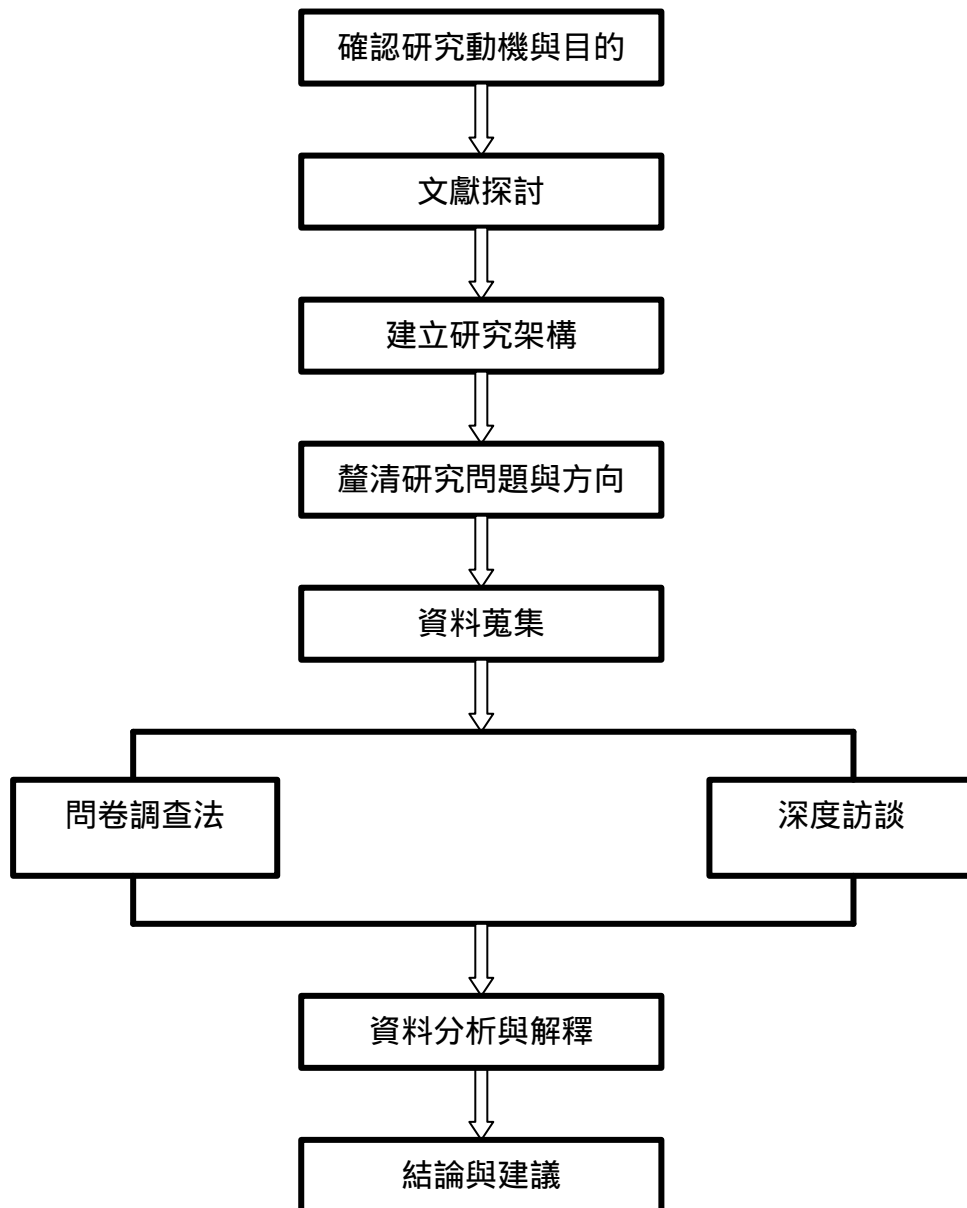 確認研究動機與目的
文獻探討
建立研究架構
釐清研究問題與方向
資料蒐集
問卷調查法
深度訪談
資料分析與解釋
結論與建議